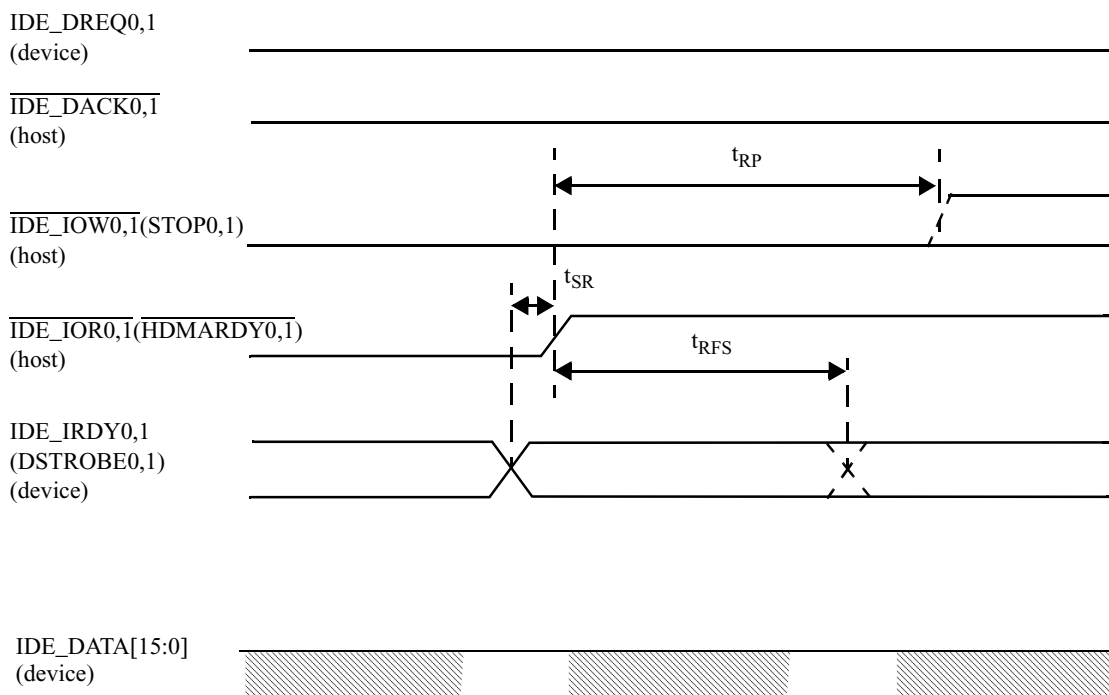 IDE_DREQ0,1
(device)
IDE_DACK0,1
(host)
tRP
IDE_IOW0,1(STOP0,1)
(host)
tSR
IDE_IOR0,1(HDMARDY0,1)
(host)
tRFS
IDE_IRDY0,1
(DSTROBE0,1)
(device)
IDE_DATA[15:0]
(device)